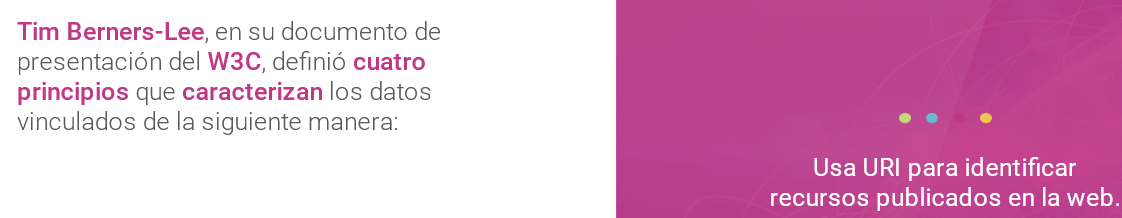 Tim Berners-Lee, en su documento de
presentación del W3C, definió cuatro
principios que caracterizan los datos
vinculados de la siguiente manera:
Usa URI para identificar
recursos publicados en la web.